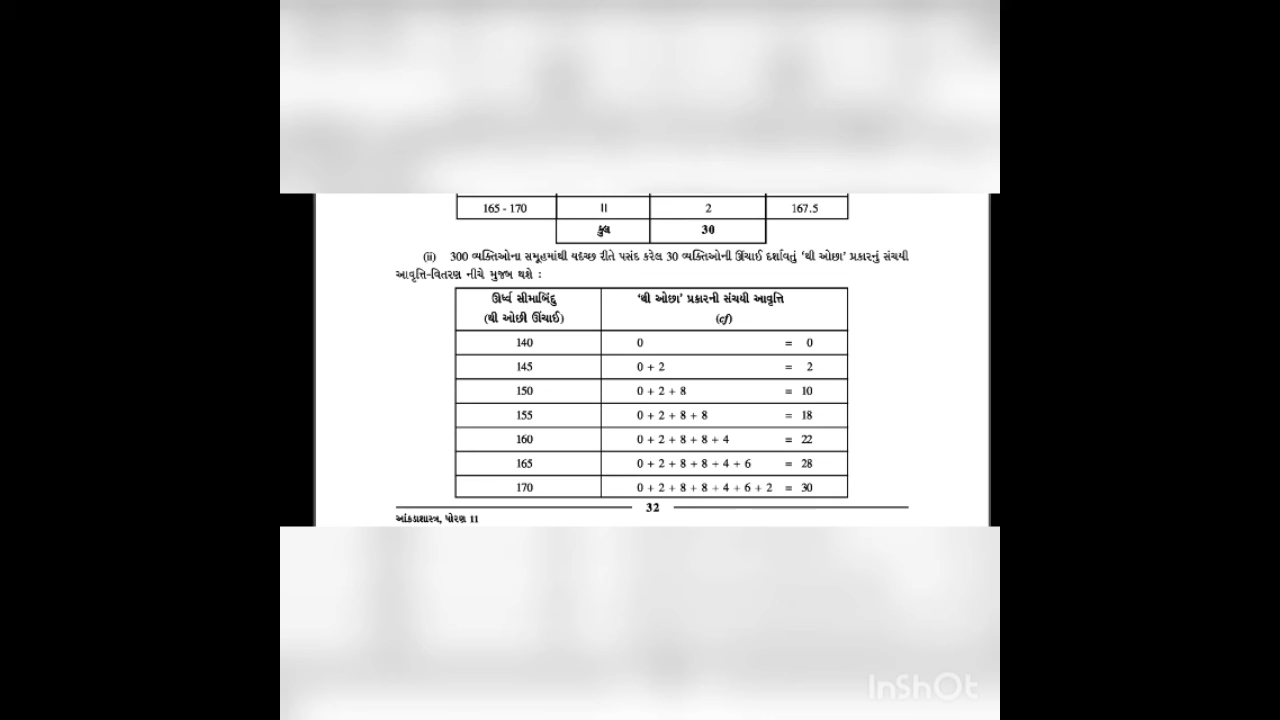 165 - 170 II 2 167.5
કુલ 30
(ii) 300 વ્યક્તિઓના સમૂહમાંથી યદચ્છ રીતે પસંદ કરેલ 30 વ્યક્તિઓની ઊંચાઈ દર્શાવતું ‘થી ઓછા’ પ્રકારનું સંચયી
આવૃત્તિ-વિતરણ નીચે મુજબ થશે :
ઊર્ધ્વ સીમાબિંદુ ‘થી ઓછા’ પ્રકારની સંચયી આવૃત્તિ
(થી ઓછી ઊંચાઈ) (cf)
140 0 = 0
145 0 + 2 = 2
150 0 + 2 + 8 = 10
155 0 + 2 + 8 + 8 = 18
160 0 + 2 + 8 + 8 + 4 = 22
165 0 + 2 + 8 + 8 + 4 + 6 = 28
170 0 + 2 + 8 + 8 + 4 + 6 + 2 = 30
32
આંકડાશાસ્ત્ર, ધોરણ 11
InShOt